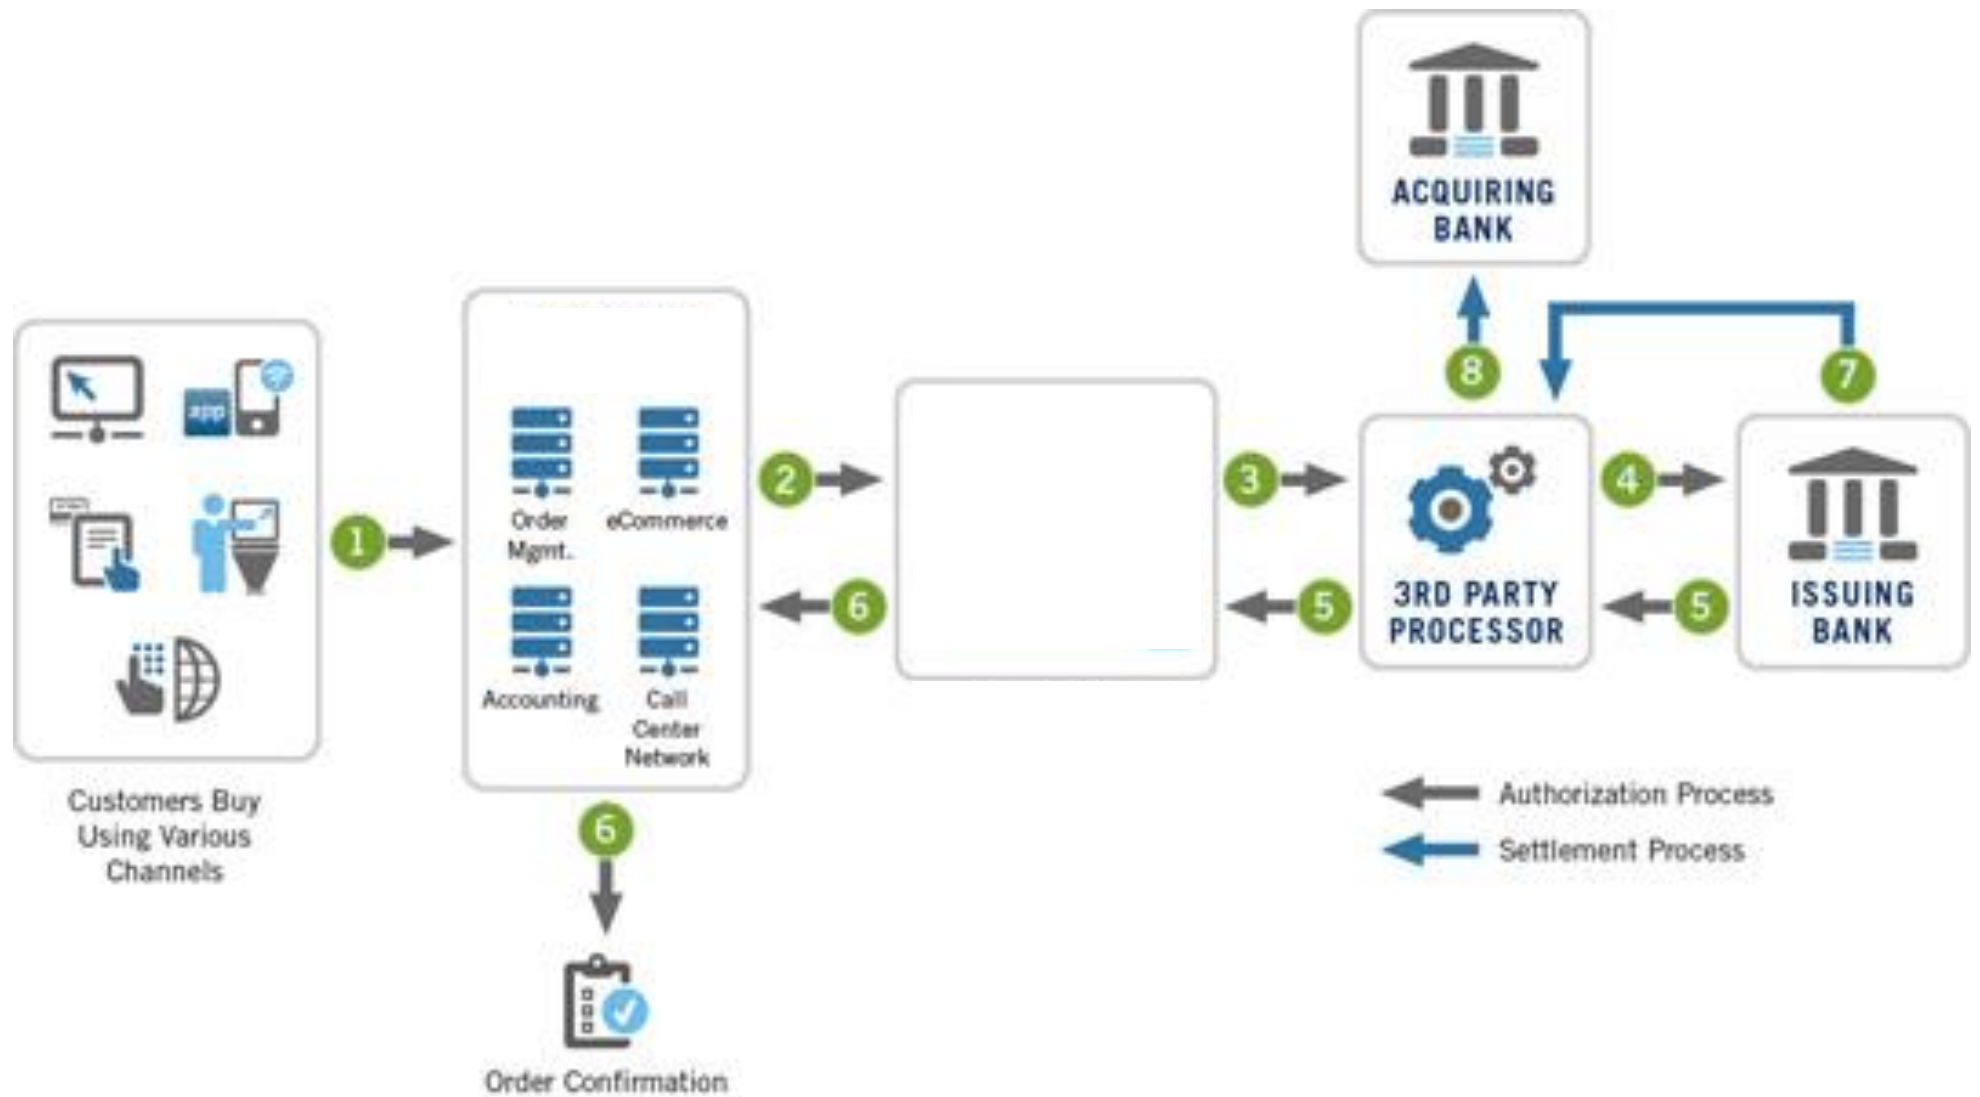 ACQUIRING
BANK
app
1
Order
Mgmt.
eCommerce
Accounting
Call
Center
Network
2
3
4
5
5
6
6
7
8
3RD PARTY
PROCESSOR
ISSUING
BANK
Customers Buy
Using Various
Channels
Authorization Process
Settlement Process
Order Confirmation